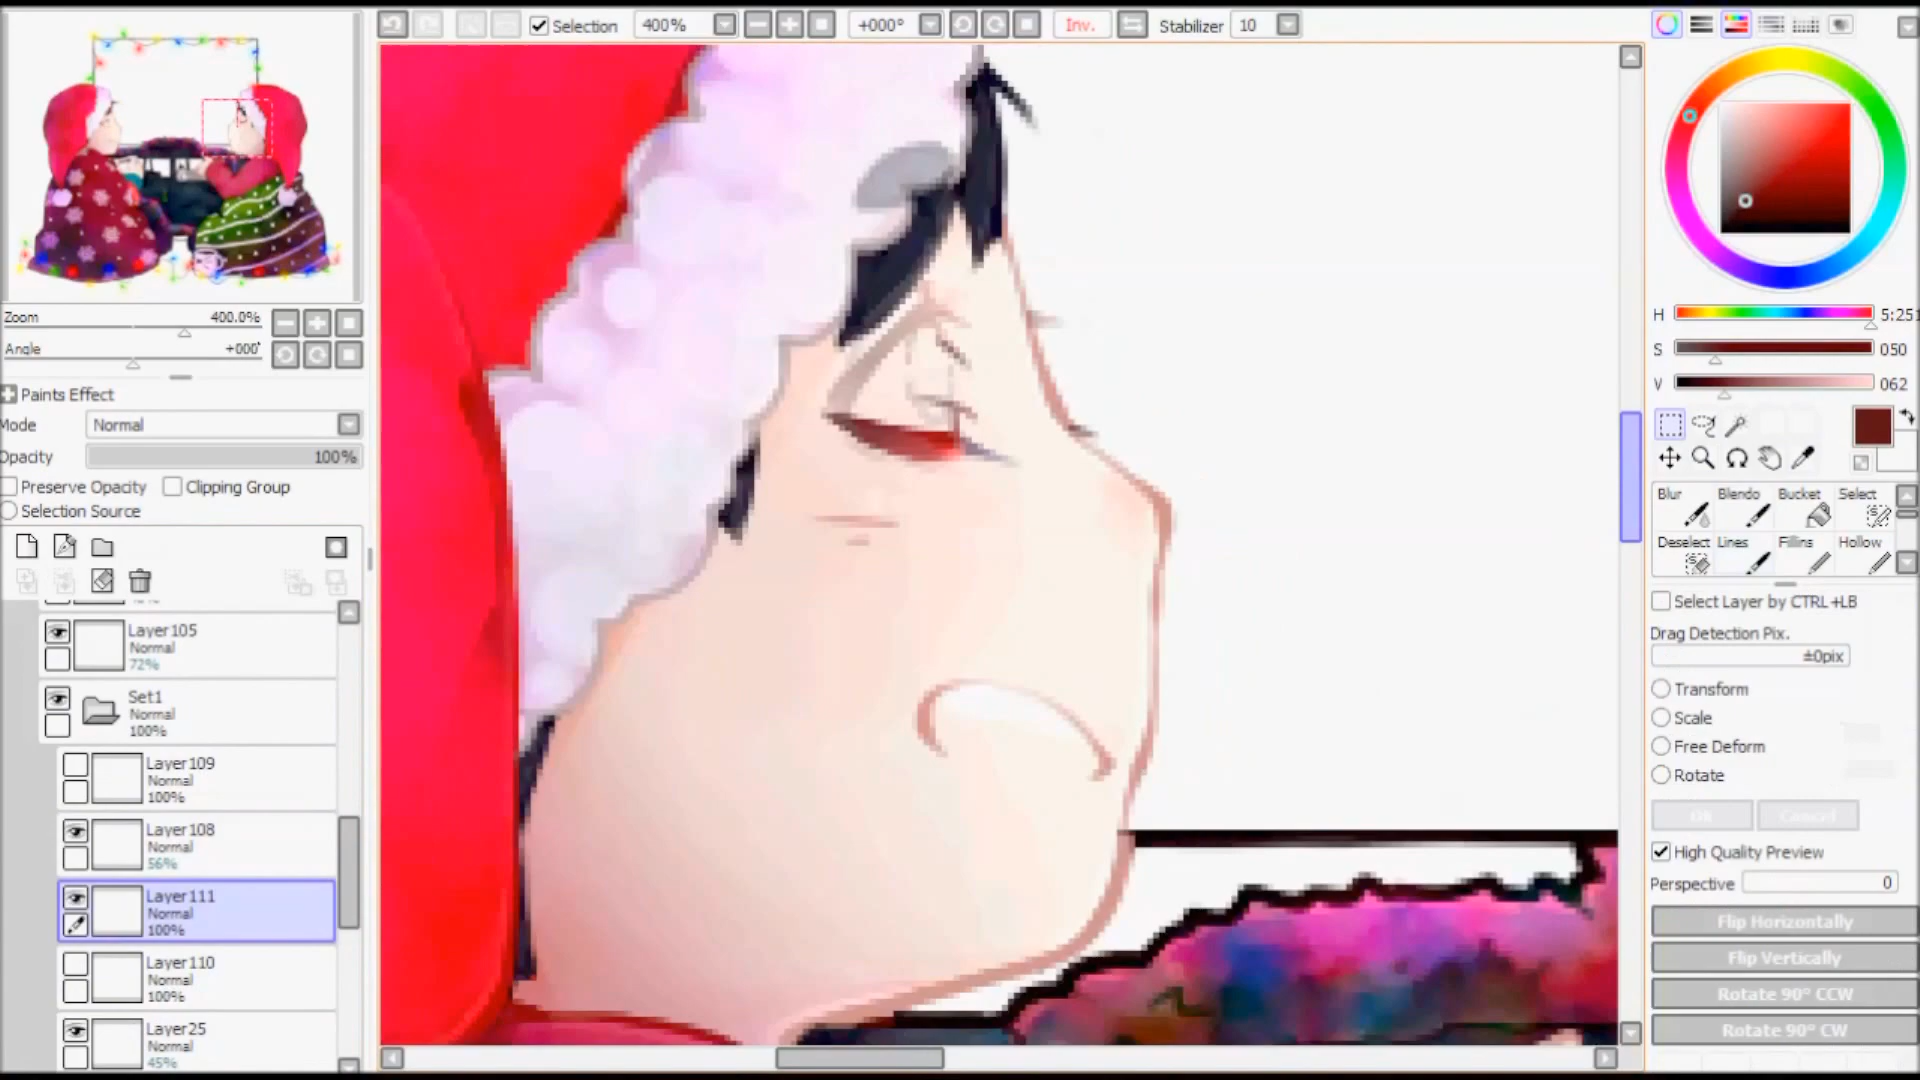 Selection 400% +000° Inv. Stabilizer 10
Zoom 400.0%
Angle +000°
Paints Effect
Mode Normal
Opacity 100%
Preserve Opacity Clipping Group
Selection Source
Layer105
Normal
72%
Set1
Normal
100%
Layer109
Normal
100%
Layer108
Normal
56%
Layer111
Normal
100%
Layer110
Normal
100%
Layer25
Normal
45%
H 5:251
S 050
V 062
Blur Blendo Bucket Select
Deselect Lines Fillins Hollow
Select Layer by CTRL+LB
Drag Detection Pix.
±0pix
Transform
Scale
Free Deform
Rotate
OK Cancel
High Quality Preview
Perspective 0
Flip Horizontally
Flip Vertically
Rotate 90° CCW
Rotate 90° CW